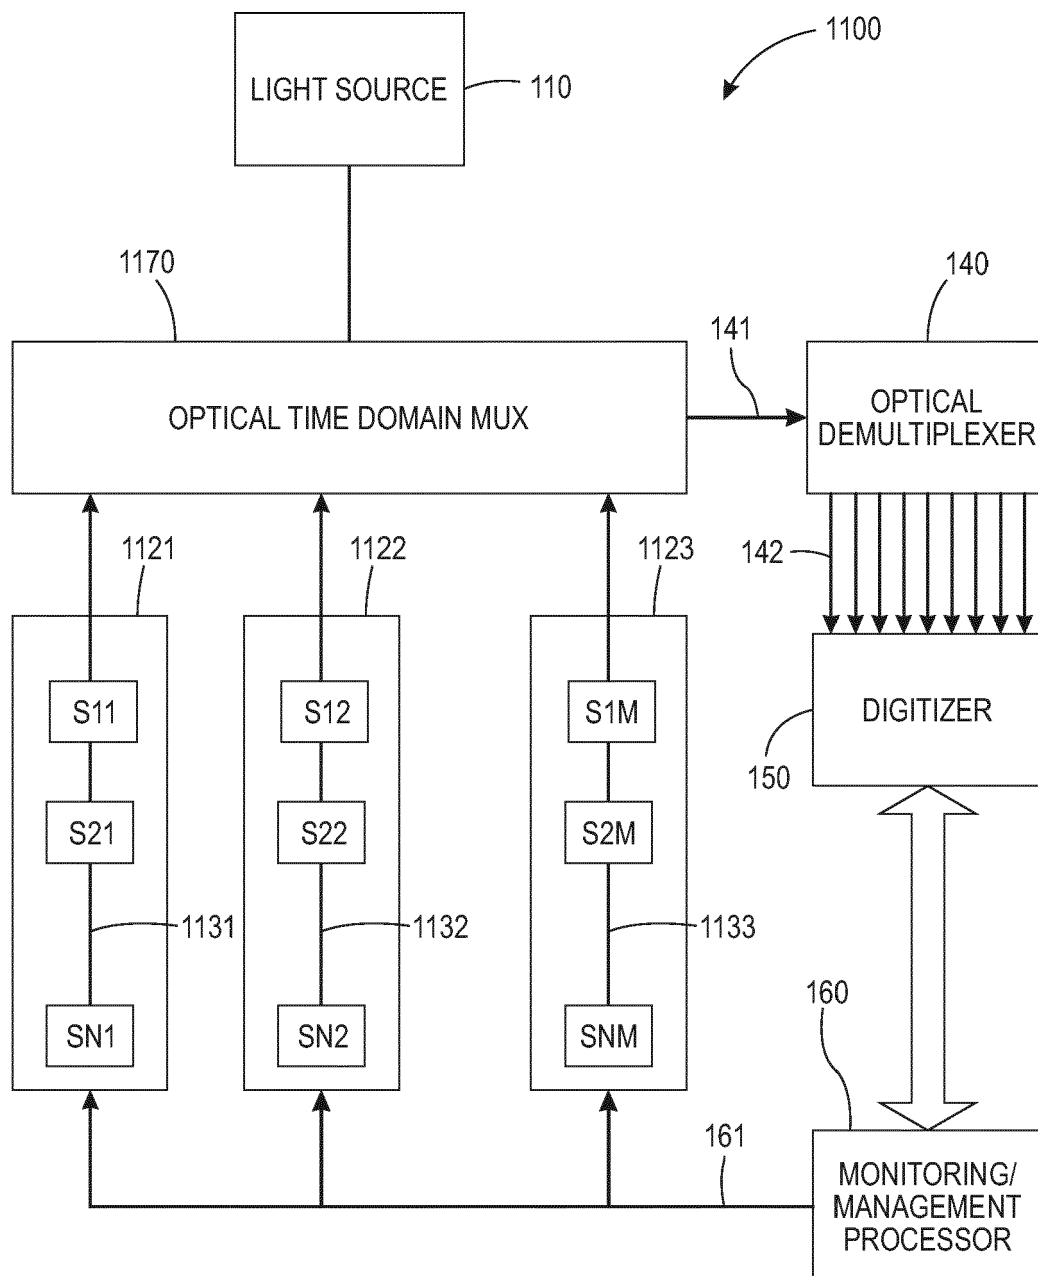 1100
LIGHT SOURCE
110
1170
140
141
OPTICAL TIME DOMAIN MUX
OPTICAL
DEMULTIPLEXER
1121
1122
1123
142
S11
S12
S1M
DIGITIZER
150
S21
S22
S2M
1131
1132
1133
160
SN1
SN2
SNM
161
MONITORING/
MANAGEMENT
PROCESSOR